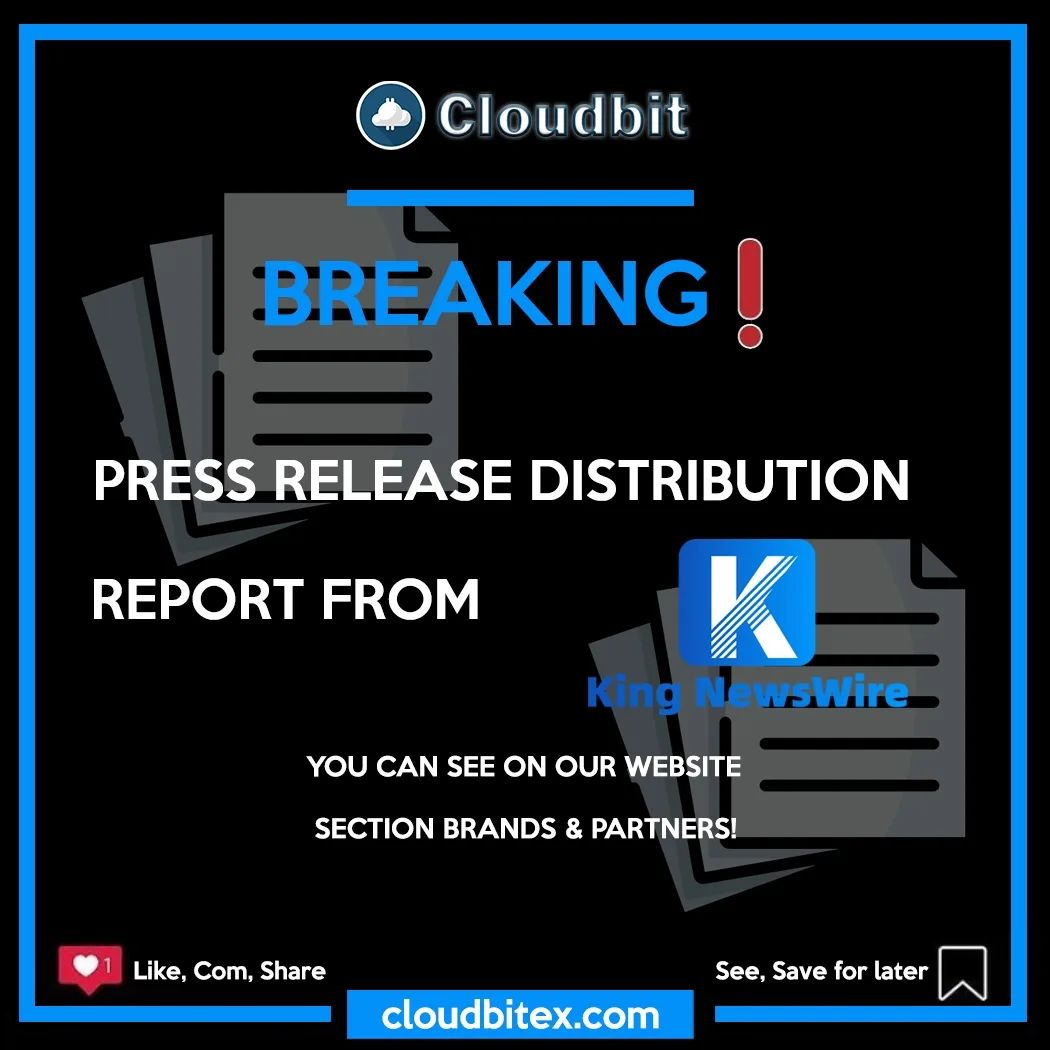 Cloudbit
BREAKING❗
PRESS RELEASE DISTRIBUTION
REPORT FROM
K
King NewsWire
YOU CAN SEE ON OUR WEBSITE
SECTION BRANDS & PARTNERS!
1 Like, Com, Share
See, Save for later
cloudbitex.com